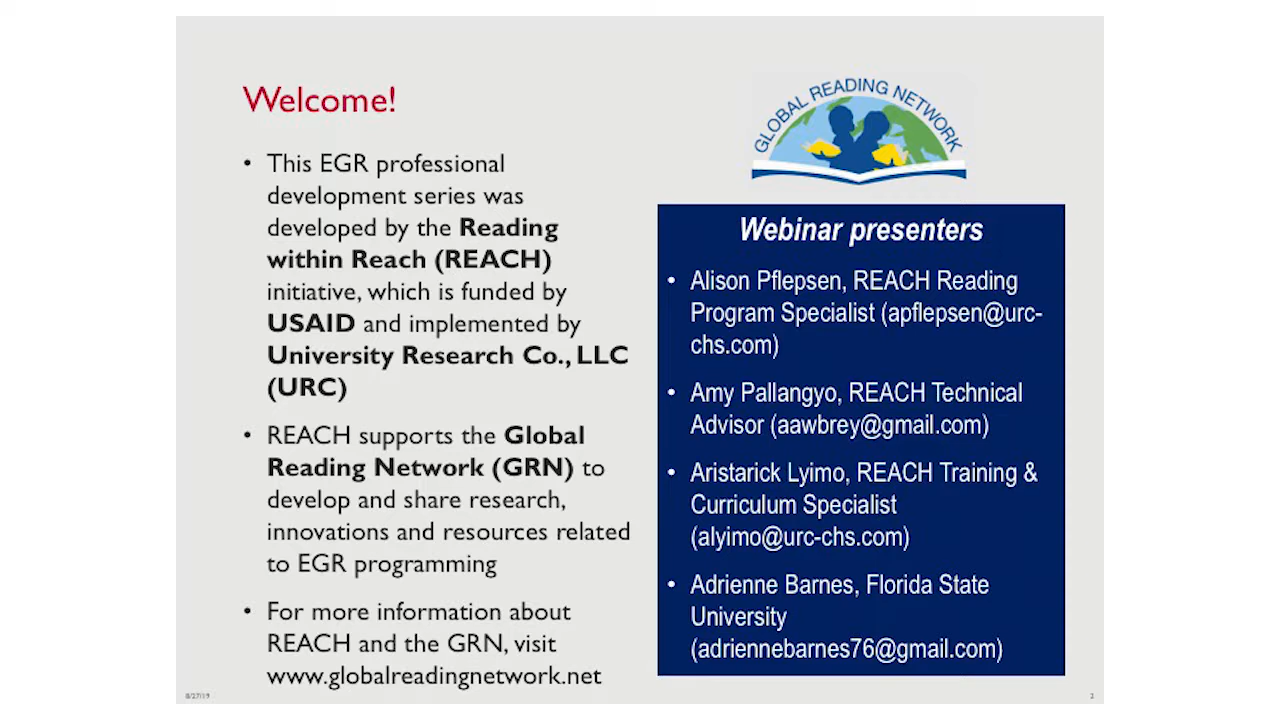 Welcome!
• This EGR professional
development series was
developed by the Reading
within Reach (REACH)
initiative, which is funded by
USAID and implemented by
University Research Co., LLC
(URC)
• REACH supports the Global
Reading Network (GRN) to
develop and share research,
innovations and resources related
to EGR programming
• For more information about
REACH and the GRN, visit
www.globalreadingnetwork.net
GLOBAL READING NETWORK
Webinar presenters
• Alison Pflepsen, REACH Reading
Program Specialist (apflepsen@urc-
chs.com)
• Amy Pallangyo, REACH Technical
Advisor (aawbrey@gmail.com)
• Aristarick Lyimo, REACH Training &
Curriculum Specialist
(alyimo@urc-chs.com)
• Adrienne Barnes, Florida State
University
(adriennebarnes76@gmail.com)
8/27/19
2